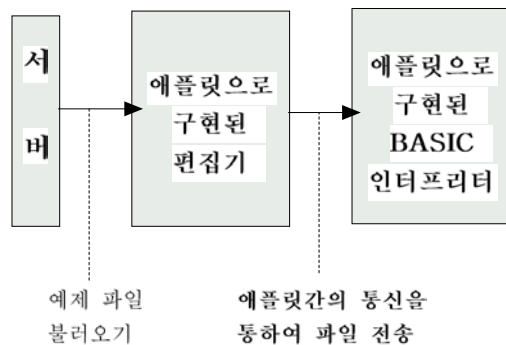 서
버
애플릿으로
구현된
편집기
애플릿으로
구현된
BASIC
인터프리터
예제 파일
불러오기
애플릿간의 통신을
통하여 파일 전송